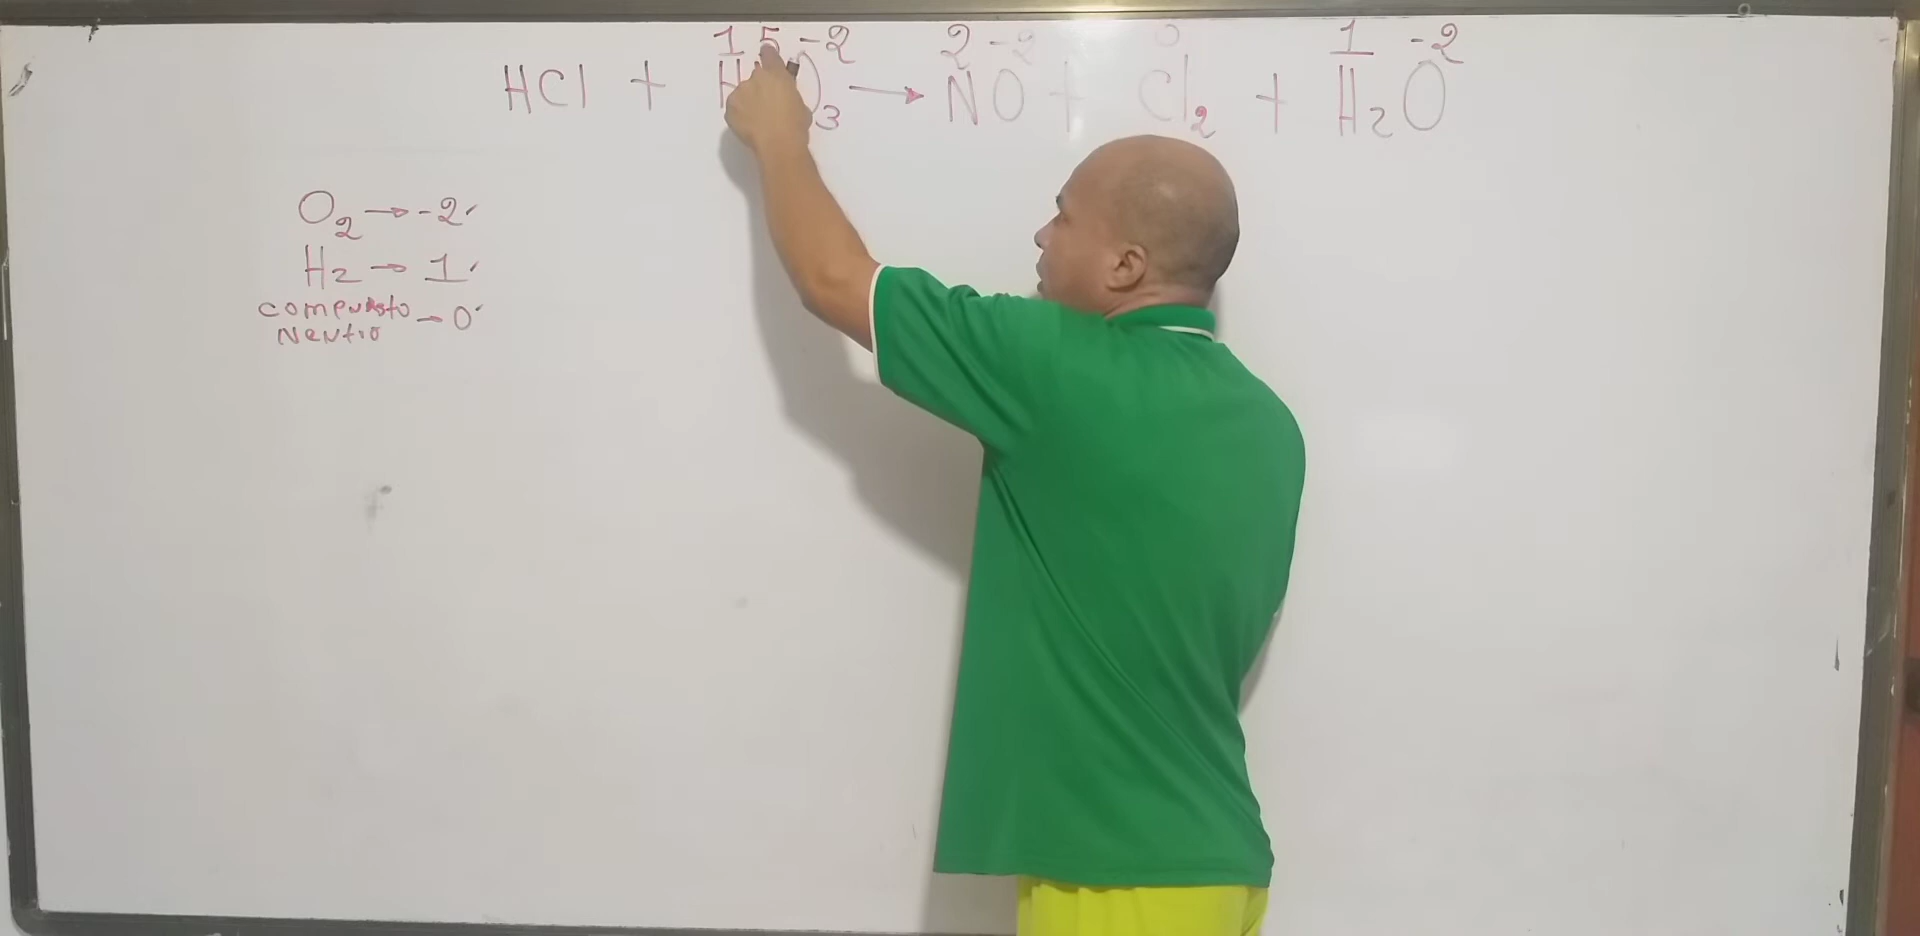 1 5 -2 2 -2 0 1 -2
HCl + H O3 → NO + Cl2 + H2O
O2 → -2
H2 → 1
compuesto
Neutro → 0